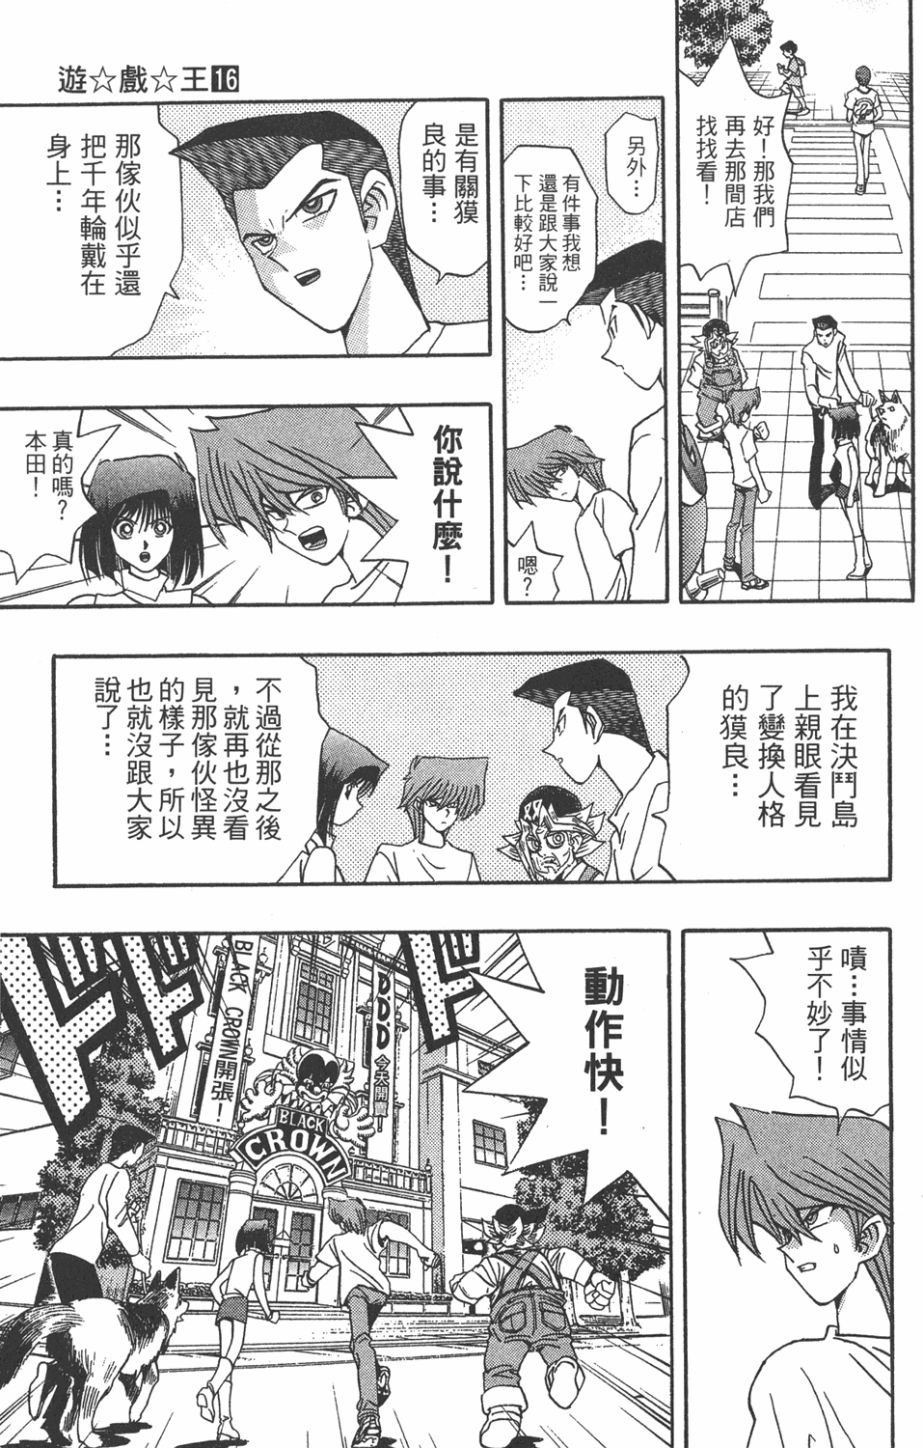 遊☆戲☆王16
好！那我們
再去那間店
找找看！
另外…
有件事我想
還是跟大家說一
下比較好吧…
嗯？
是有關獏
良的事…
那傢伙似乎還
把千年輪戴在
身上…
你說什麼！
真的嗎？
本田！
我在決鬥島
上親眼看見
了變換人格
的獏良…
不過從那之後
，就再也沒看
見那傢伙怪異
的樣子，所以
也就沒跟大家
說了…
嘖…事情似
乎不妙了！
動作快！
ドドド
BLACK CROWN開張！
DDD今天開幕！
BLACK
CROWN